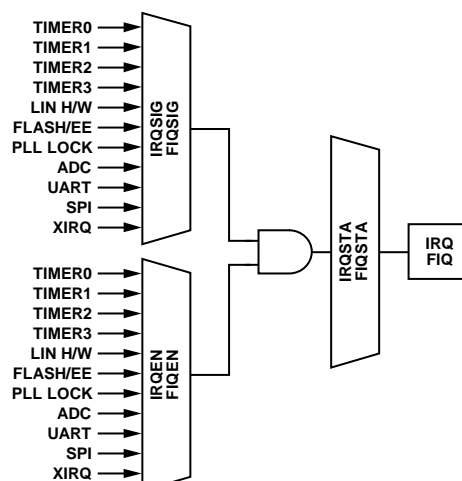 TIMER0
TIMER1
TIMER2
TIMER3
LIN H/W
FLASH/EE
PLL LOCK
ADC
UART
SPI
XIRQ
IRQSIG
FIQSIG
TIMER0
TIMER1
TIMER2
TIMER3
LIN H/W
FLASH/EE
PLL LOCK
ADC
UART
SPI
XIRQ
IRQEN
FIQEN
IRQSTA
FIQSTA
IRQ
FIQ